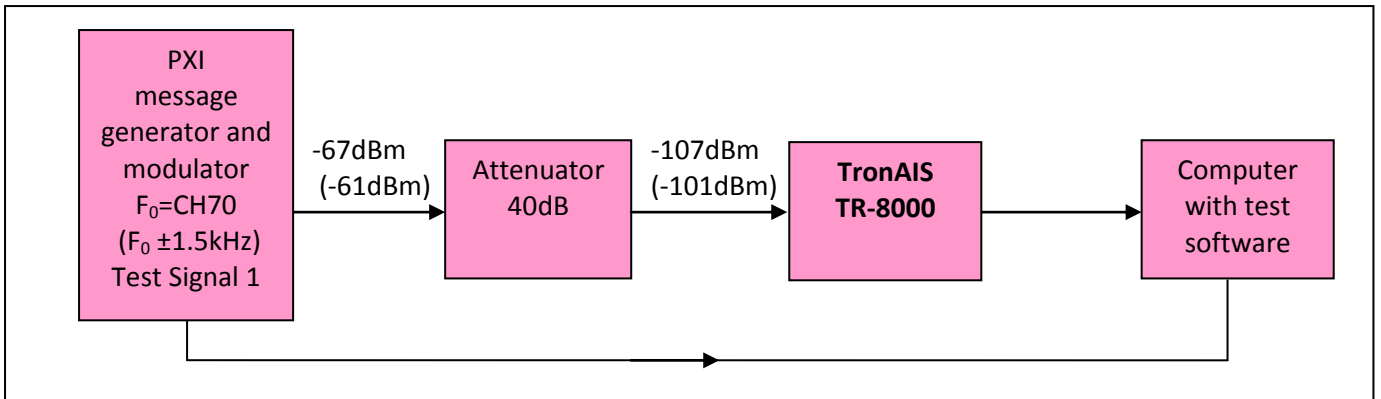 PXI
message
generator and
modulator
F₀=CH70
(F₀ ±1.5kHz)
Test Signal 1
-67dBm
(-61dBm)
Attenuator
40dB
-107dBm
(-101dBm)
TronAIS
TR-8000
Computer
with test
software